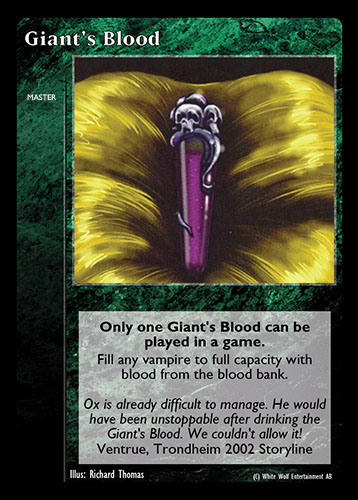 Giant's Blood
MASTER
Only one Giant's Blood can be
played in a game.
Fill any vampire to full capacity with
blood from the blood bank.
Ox is already difficult to manage. He would
have been unstoppable after drinking the
Giant's Blood. We couldn't allow it!
Ventrue, Trondheim 2002 Storyline
Illus: Richard Thomas
(C) White Wolf Entertainment AB